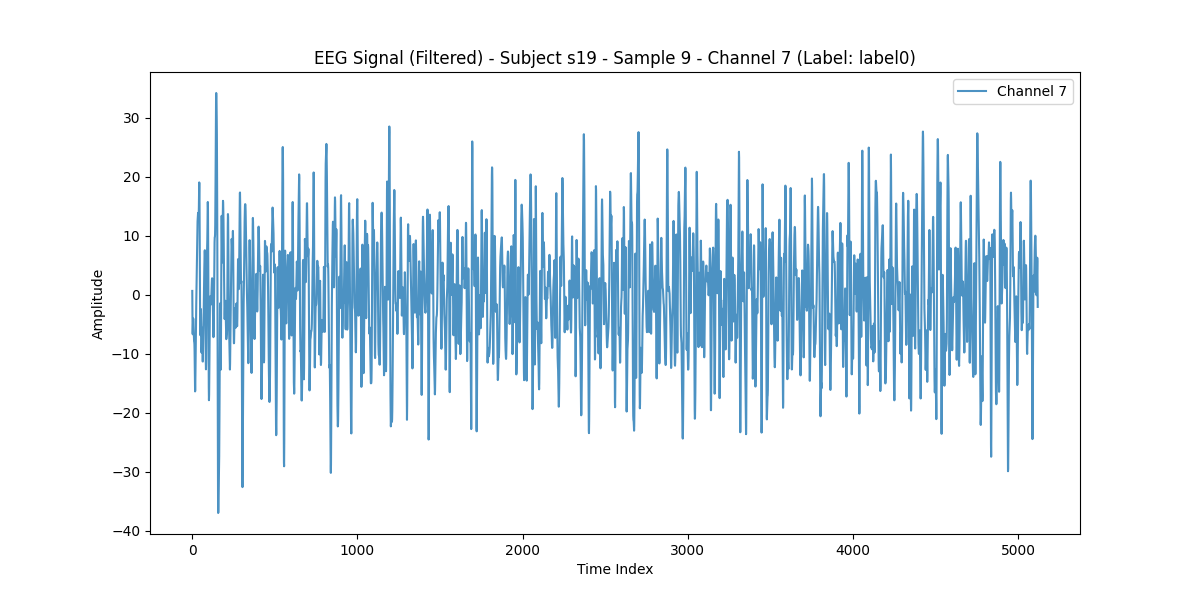 EEG Signal (Filtered) - Subject s19 - Sample 9 - Channel 7 (Label: label0)
Channel 7
30
20
10
0
−10
−20
−30
−40
Amplitude
0 1000 2000 3000 4000 5000
Time Index